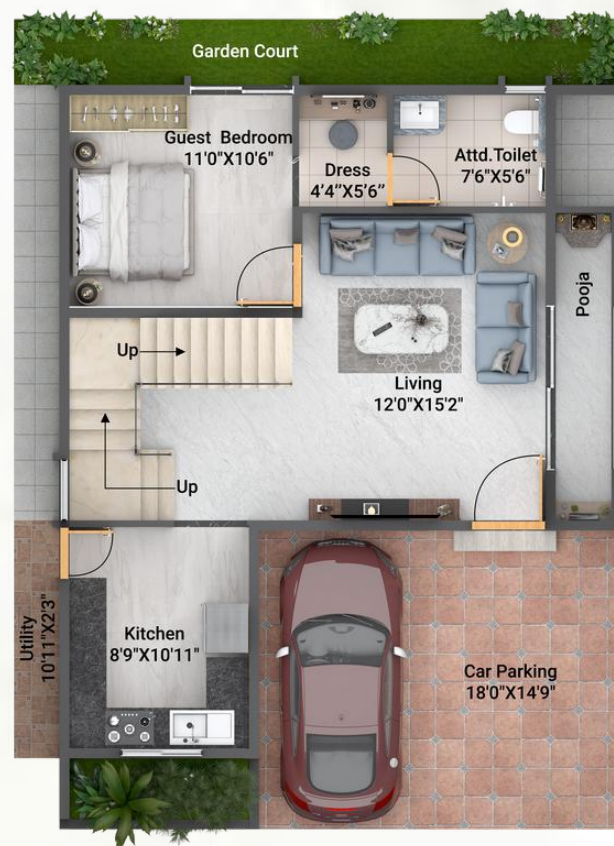 Garden Court
Guest Bedroom
11'0"X10'6"
Dress
4'4"X5'6"
Attd.Toilet
7'6"X5'6"
Pooja
Up
Living
12'0"X15'2"
Up
Utility
10'11"X2'3"
Kitchen
8'9"X10'11"
Car Parking
18'0"X14'9"